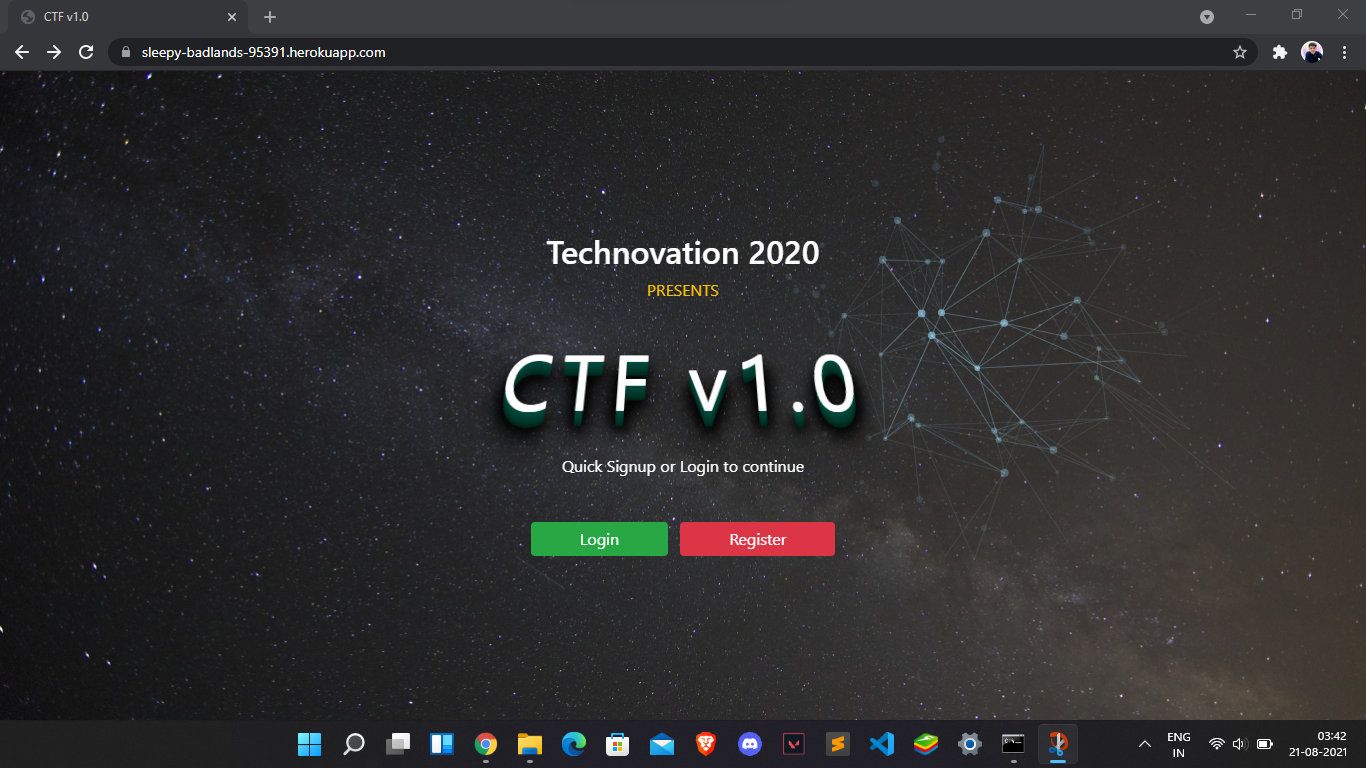 CTF v1.0
sleepy-badlands-95391.herokuapp.com
Technovation 2020
PRESENTS
CTF v1.0
Quick Signup or Login to continue
Login
Register
ENG
IN
03:42
21-08-2021